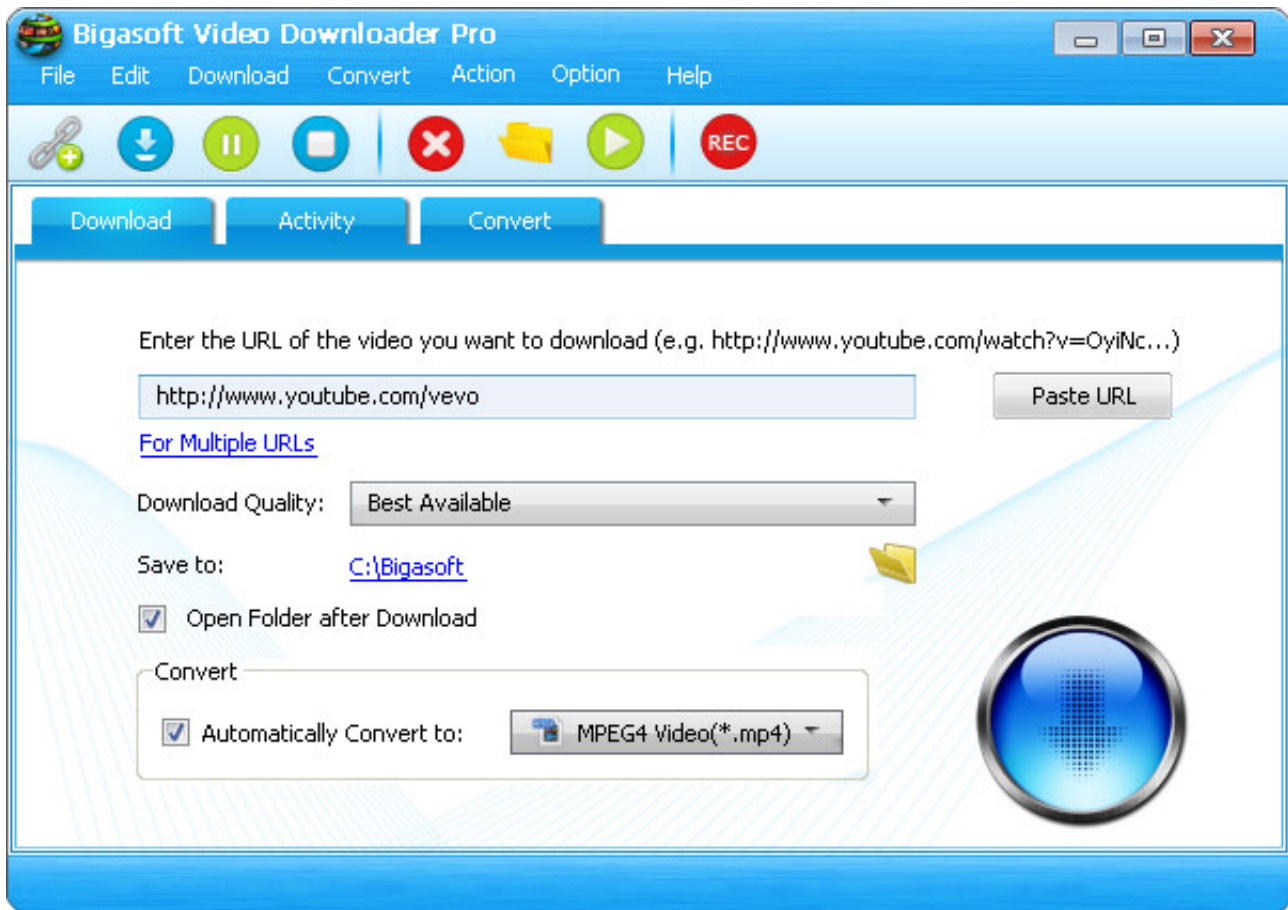 Bigasoft Video Downloader Pro
File Edit Download Convert Action Option Help
REC
Download Activity Convert
Enter the URL of the video you want to download (e.g. http://www.youtube.com/watch?v=OyiNc...)
http://www.youtube.com/vevo Paste URL
For Multiple URLs
Download Quality: Best Available
Save to: C:\Bigasoft
Open Folder after Download
Convert
Automatically Convert to: MPEG4 Video(*.mp4)